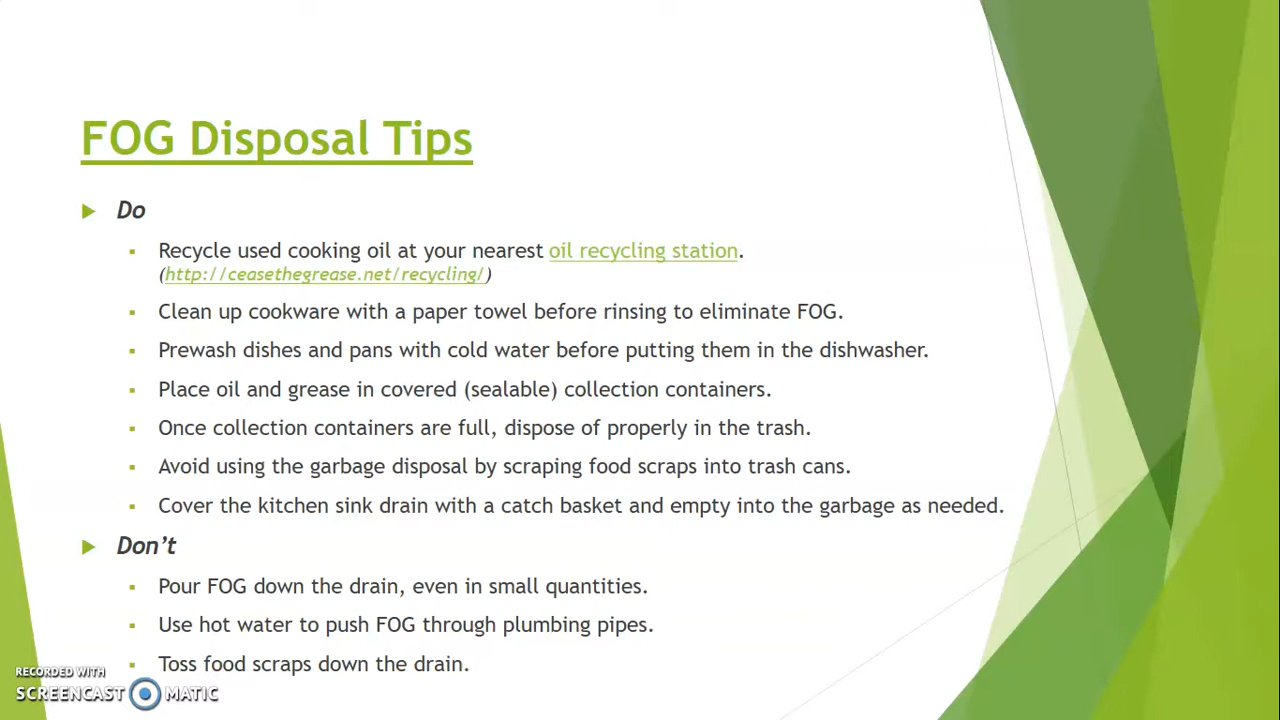 FOG Disposal Tips
Do
Recycle used cooking oil at your nearest oil recycling station.
(http://ceasethegrease.net/recycling/)
Clean up cookware with a paper towel before rinsing to eliminate FOG.
Prewash dishes and pans with cold water before putting them in the dishwasher.
Place oil and grease in covered (sealable) collection containers.
Once collection containers are full, dispose of properly in the trash.
Avoid using the garbage disposal by scraping food scraps into trash cans.
Cover the kitchen sink drain with a catch basket and empty into the garbage as needed.
Don’t
Pour FOG down the drain, even in small quantities.
Use hot water to push FOG through plumbing pipes.
Toss food scraps down the drain.
RECORDED WITH
SCREENCAST MATIC